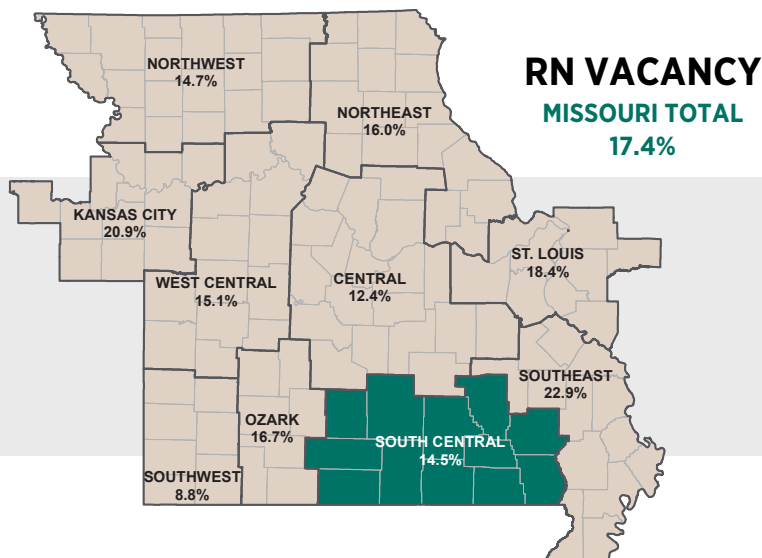 RN VACANCY
MISSOURI TOTAL
17.4%
NORTHWEST
14.7%
NORTHEAST
16.0%
KANSAS CITY
20.9%
ST. LOUIS
18.4%
WEST CENTRAL
15.1%
CENTRAL
12.4%
SOUTHEAST
22.9%
OZARK
16.7%
SOUTH CENTRAL
14.5%
SOUTHWEST
8.8%